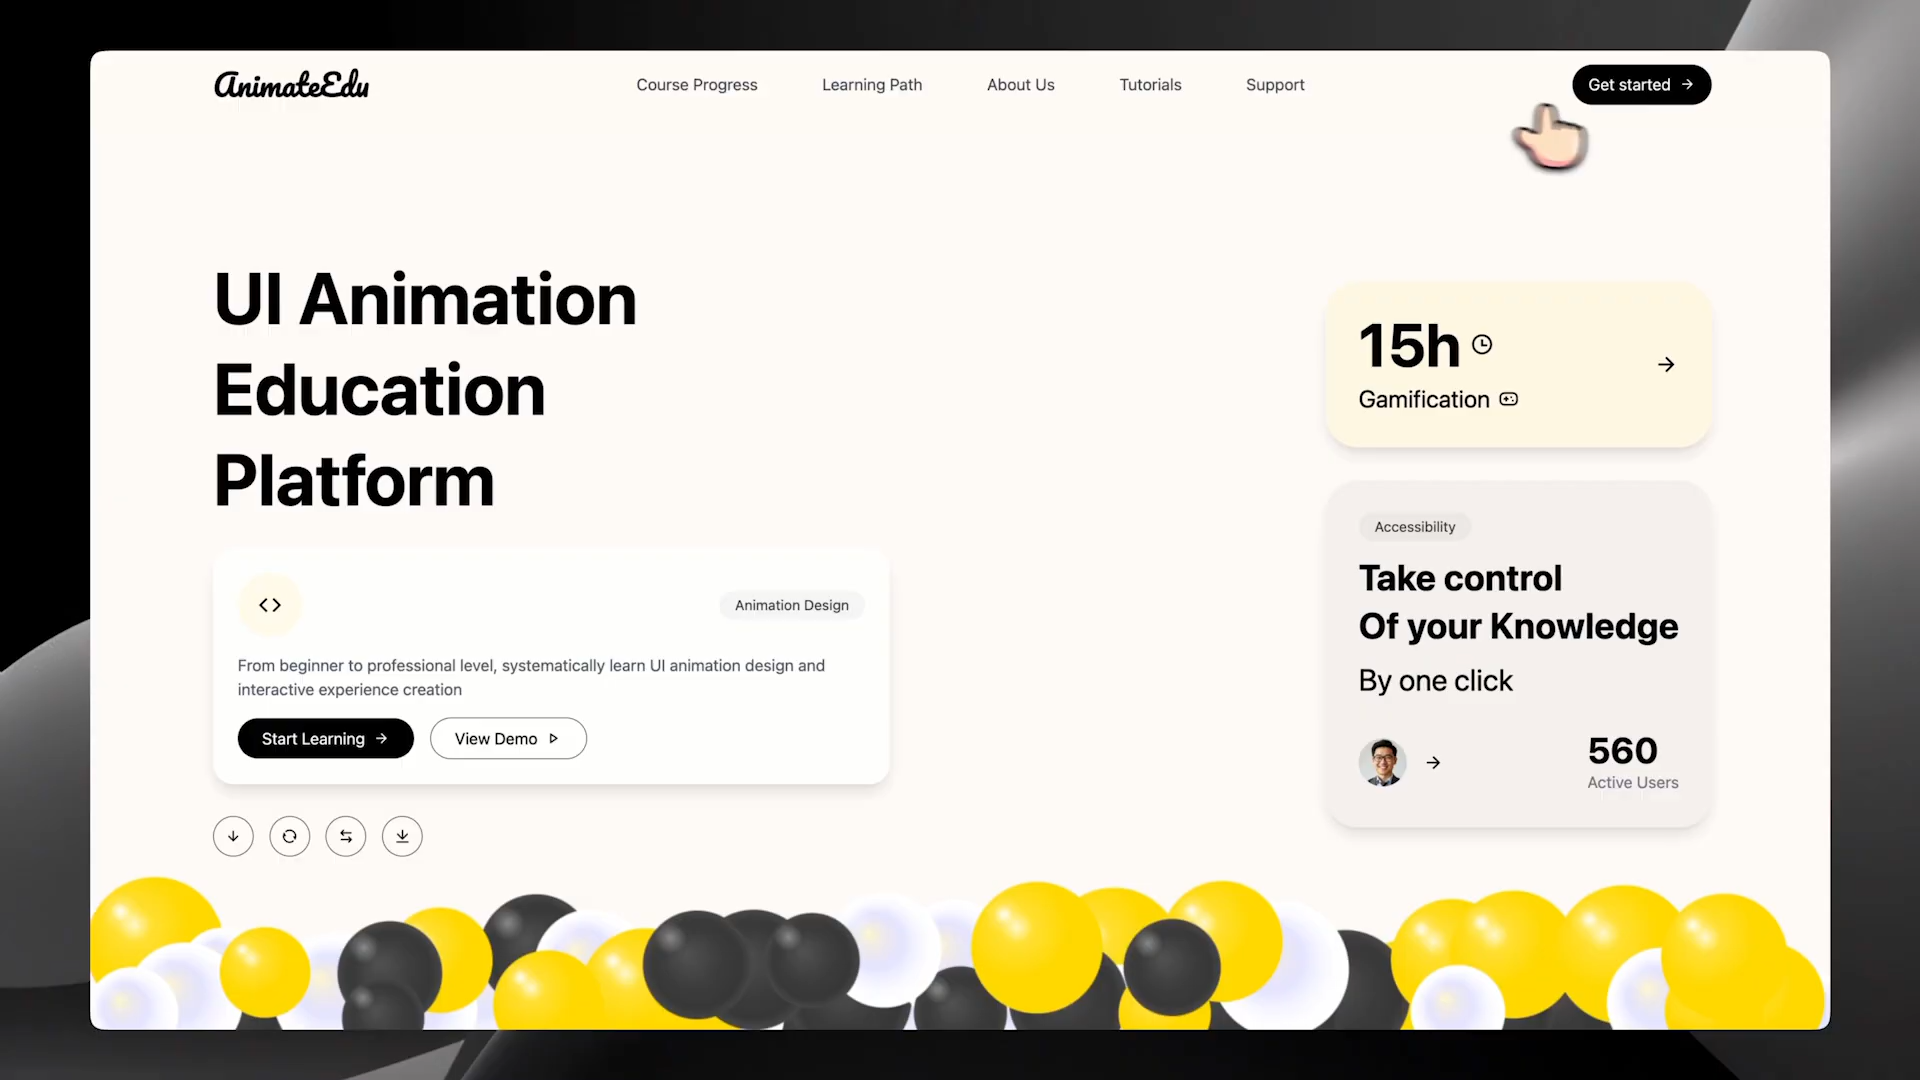 AnimateEdu
Course Progress
Learning Path
About Us
Tutorials
Support
Get started
UI Animation
Education
Platform
Animation Design
From beginner to professional level, systematically learn UI animation design and
interactive experience creation
Start Learning
View Demo
15h
Gamification
Accessibility
Take control
Of your Knowledge
By one click
560
Active Users